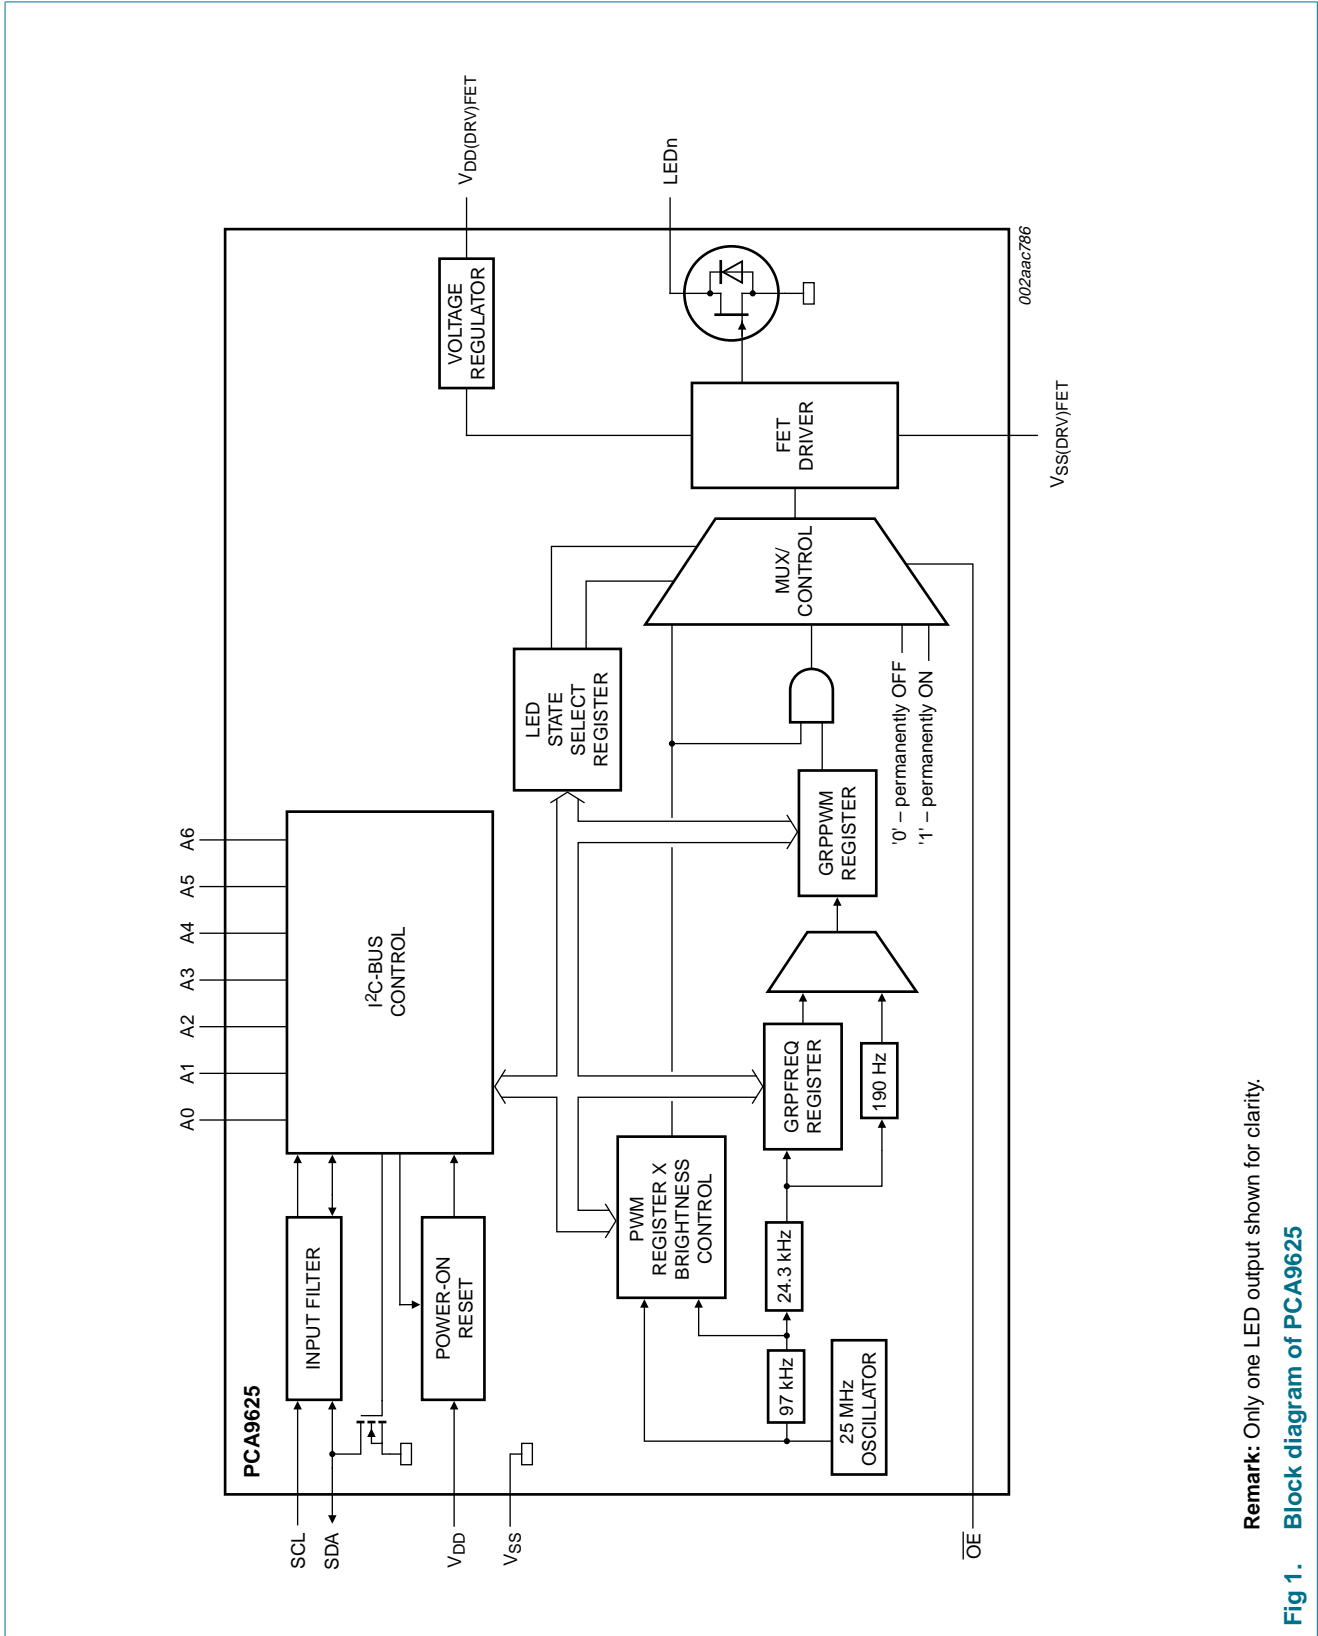 A0
A1
A2
A3
A4
A5
A6
PCA9625
SCL
SDA
INPUT FILTER
I2C-BUS
CONTROL
POWER-ON
RESET
VDD
VSS
VOLTAGE
REGULATOR
VDD(DRV)FET
LED
STATE
SELECT
REGISTER
PWM
REGISTER X
BRIGHTNESS
CONTROL
97 kHz
24.3 kHz
25 MHz
OSCILLATOR
GRPFREQ
REGISTER
190 Hz
GRPPWM
REGISTER
MUX/
CONTROL
'0' – permanently OFF
'1' – permanently ON
FET
DRIVER
LEDn
VSS(DRV)FET
OE
002aac786
Remark: Only one LED output shown for clarity.
Fig 1. Block diagram of PCA9625